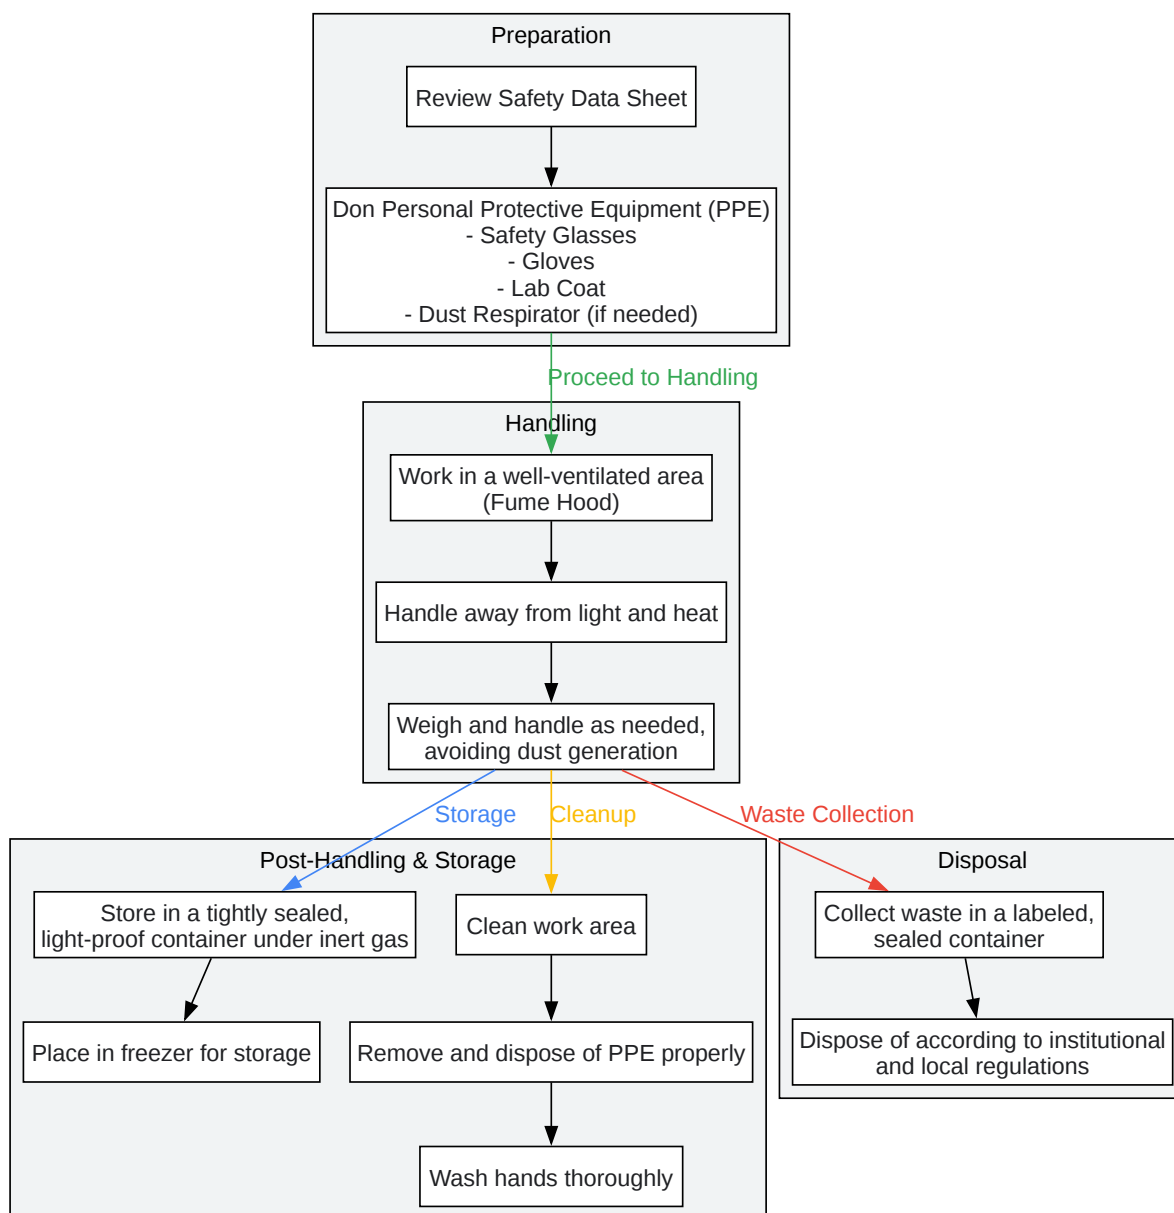 Preparation
Review Safety Data Sheet
Don Personal Protective Equipment (PPE)
- Safety Glasses
- Gloves
- Lab Coat
- Dust Respirator (if needed)
Proceed to Handling
Handling
Work in a well-ventilated area
(Fume Hood)
Handle away from light and heat
Weigh and handle as needed,
avoiding dust generation
Storage
Cleanup
Waste Collection
Post-Handling & Storage
Store in a tightly sealed,
light-proof container under inert gas
Place in freezer for storage
Clean work area
Remove and dispose of PPE properly
Wash hands thoroughly
Disposal
Collect waste in a labeled,
sealed container
Dispose of according to institutional
and local regulations